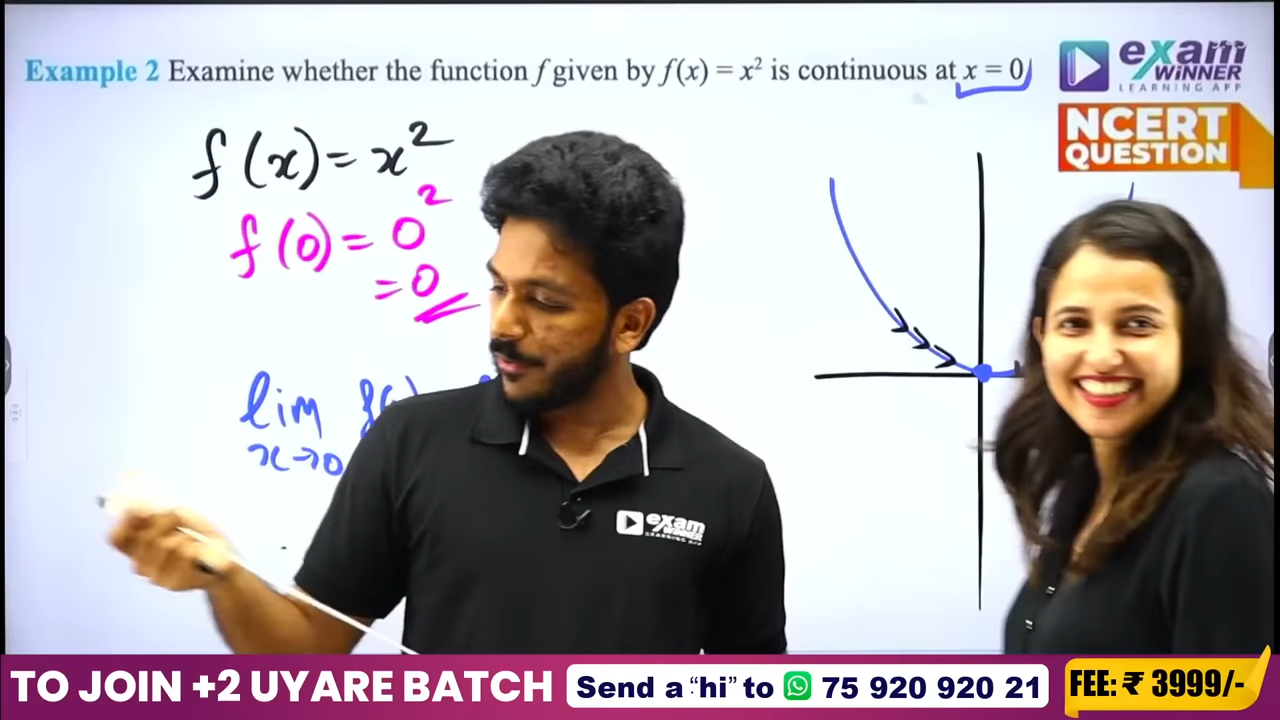 Example 2 Examine whether the function f given by f(x) = x² is continuous at x = 0
exam
WINNER
LEARNING APP
NCERT
QUESTION
f(x) = x²
f(0) = 0²
= 0
lim f(
x→0
exam
WINNER
LEARNING APP
TO JOIN +2 UYARE BATCH
Send a “hi” to 75 920 920 21
FEE: ₹ 3999/-